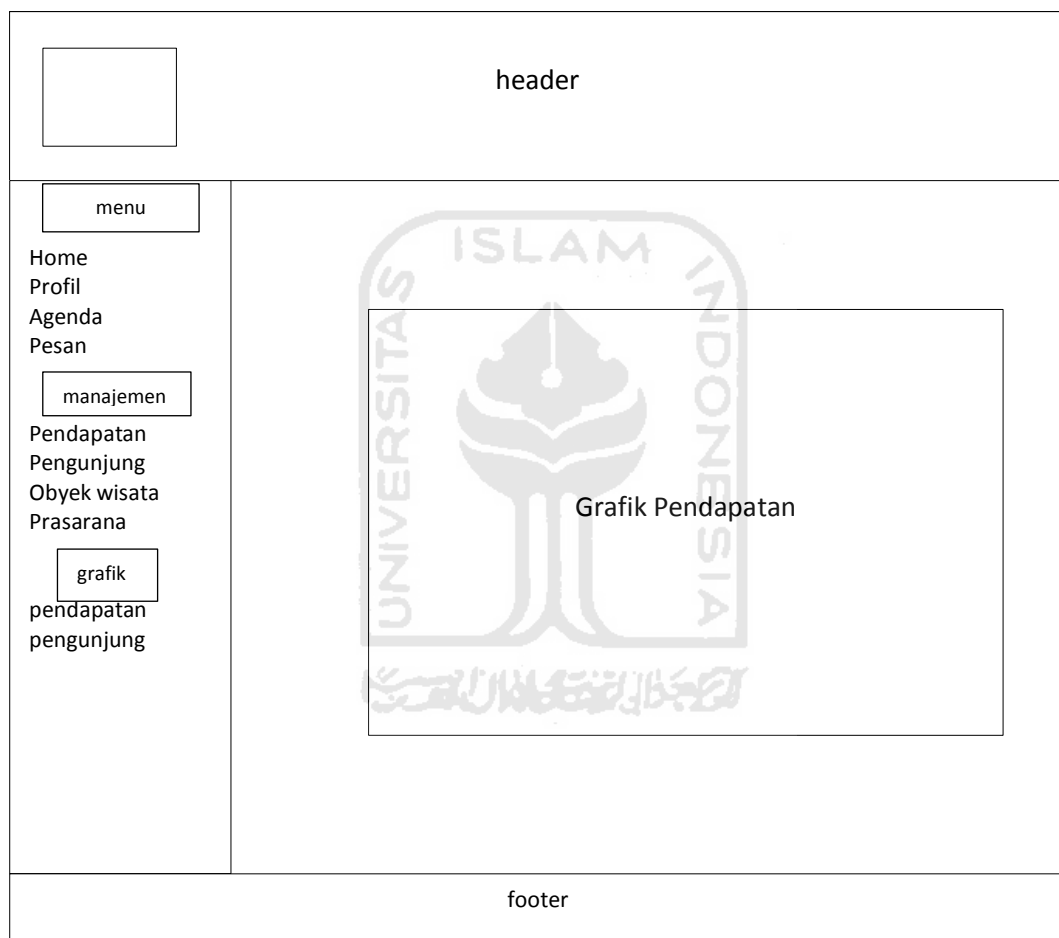 header
menu
Home
Profil
Agenda
Pesan
manajemen
Pendapatan
Pengunjung
Obyek wisata
Prasarana
grafik
pendapatan
pengunjung
UNIVERSITAS
ISLAM
INDONESIA
Grafik Pendapatan
footer